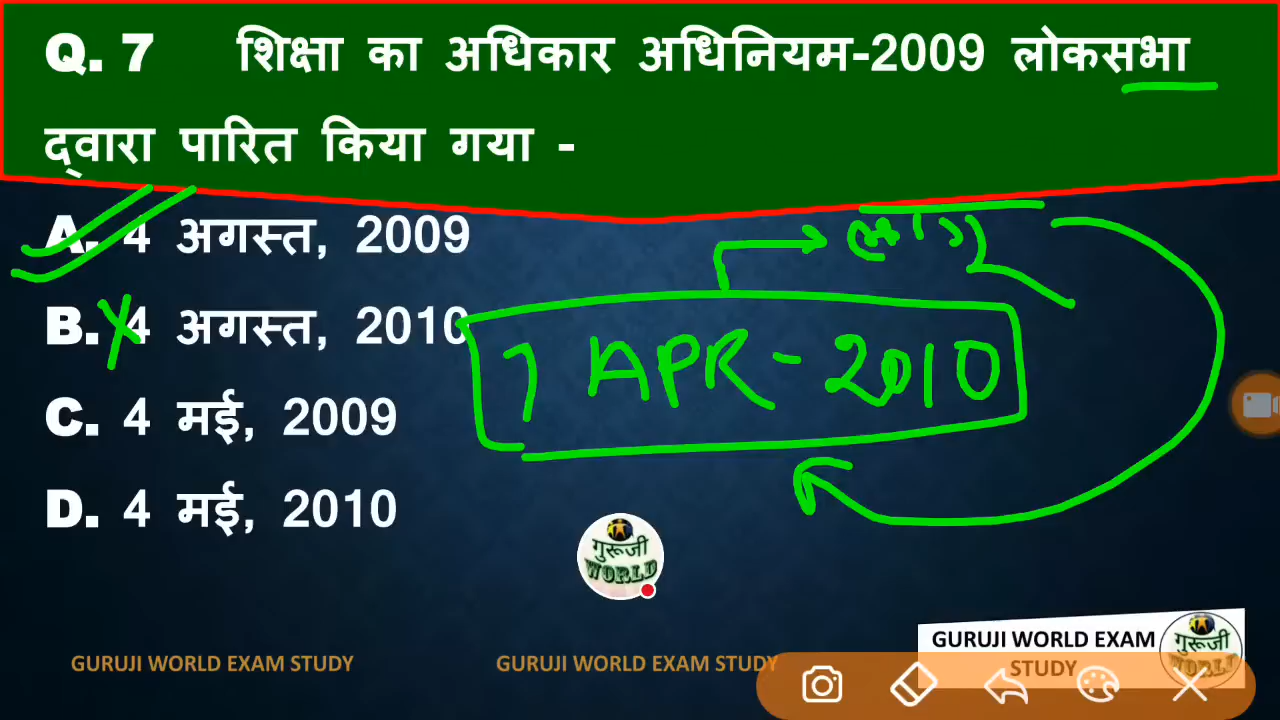 Q. 7 शिक्षा का अधिकार अधिनियम-2009 लोकसभा
द्वारा पारित किया गया -
A. 4 अगस्त, 2009
B. 4 अगस्त, 2010
1 APR - 2010
C. 4 मई, 2009
D. 4 मई, 2010
गुरूजी
WORLD
GURUJI WORLD EXAM STUDY
GURUJI WORLD EXAM STUDY
GURUJI WORLD EXAM
STUDY
गुरूजी
WORLD